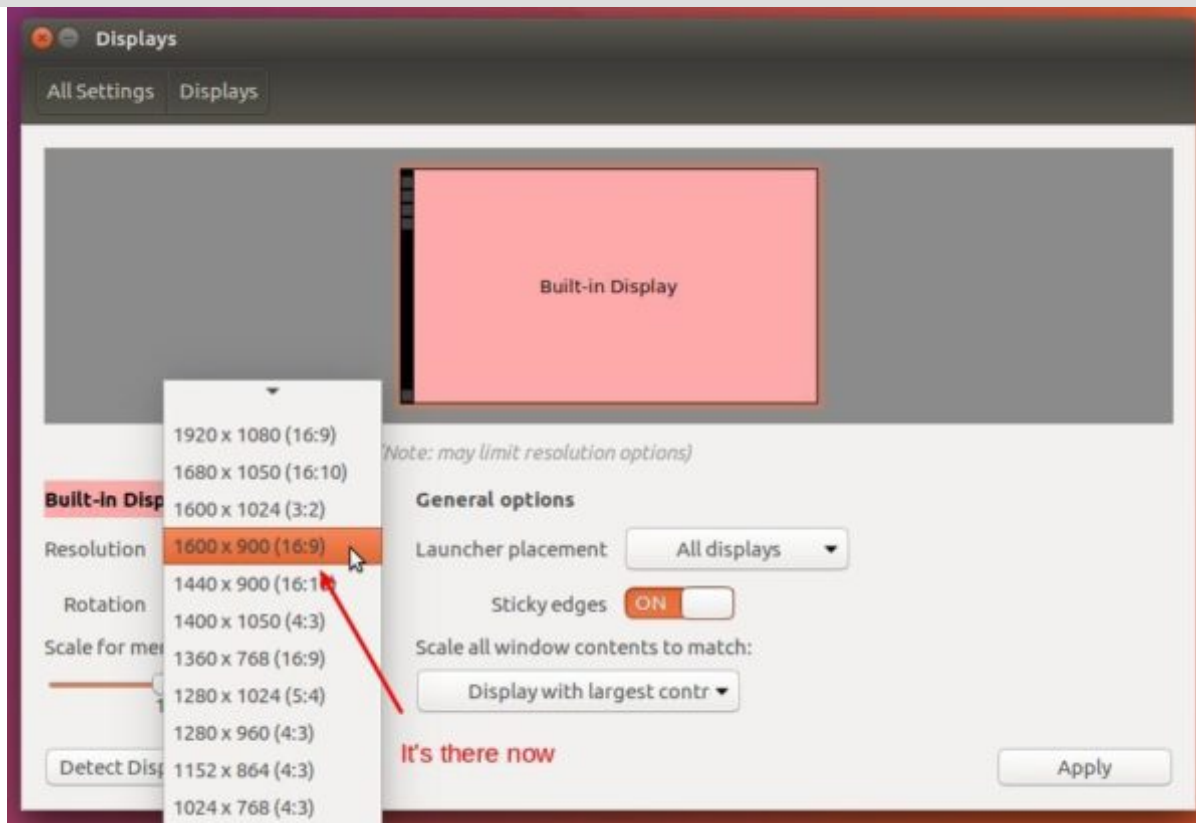 Displays
All Settings Displays
Built-in Display
(Note: may limit resolution options)
1920 x 1080 (16:9)
1680 x 1050 (16:10)
1600 x 1024 (3:2)
1600 x 900 (16:9)
1440 x 900 (16:1
1400 x 1050 (4:3)
1360 x 768 (16:9)
1280 x 1024 (5:4)
1280 x 960 (4:3)
1152 x 864 (4:3)
1024 x 768 (4:3)
Built-in Disp
Resolution
Rotation
Scale for me
Detect Disp
General options
Launcher placement All displays
Sticky edges ON
Scale all window contents to match:
Display with largest contr
It's there now
Apply